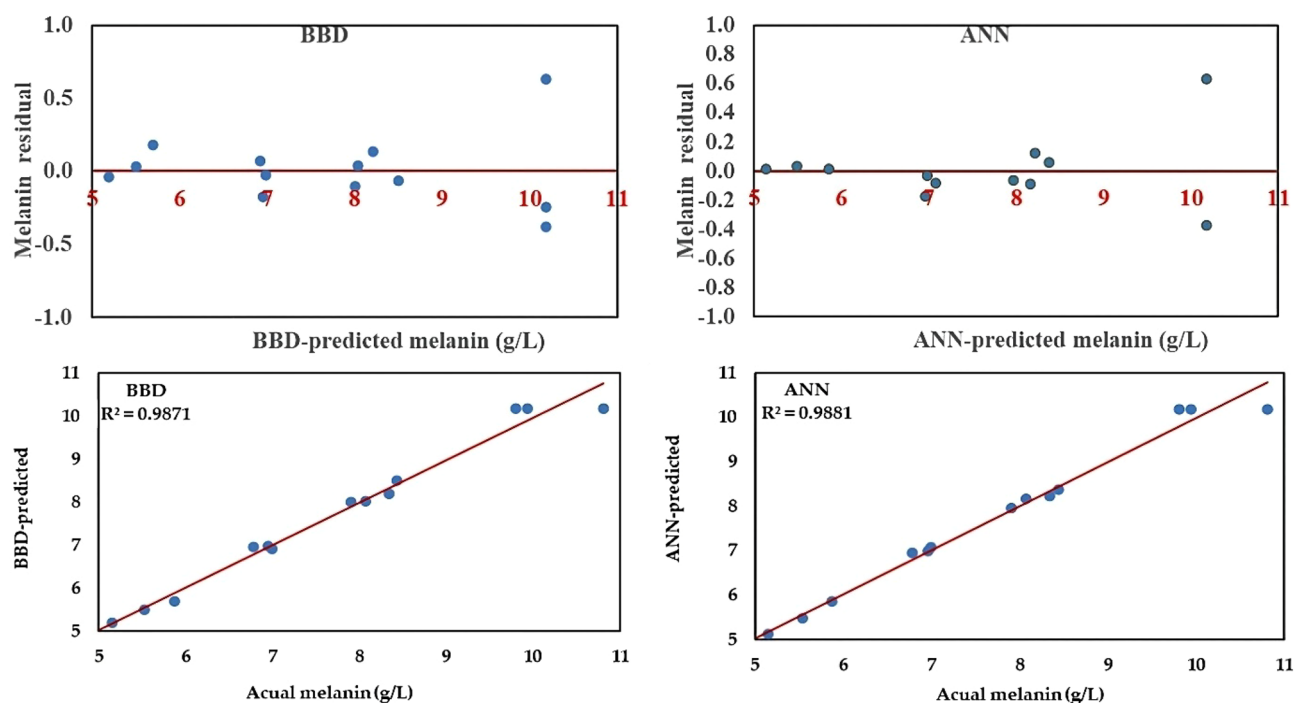 BBD
1.0
0.5
0.0
-0.5
-1.0
Melanin residual
5 6 7 8 9 10 11
BBD-predicted melanin (g/L)
ANN
1.0
0.8
0.6
0.4
0.2
0.0
-0.2
-0.4
-0.6
-0.8
-1.0
Melanin residual
5 6 7 8 9 10 11
ANN-predicted melanin (g/L)
BBD
R² = 0.9871
11
10
9
8
7
6
5
BBD-predicted
5 6 7 8 9 10 11
Acual melanin (g/L)
ANN
R² = 0.9881
11
10
9
8
7
6
5
ANN-predicted
5 6 7 8 9 10 11
Acual melanin (g/L)